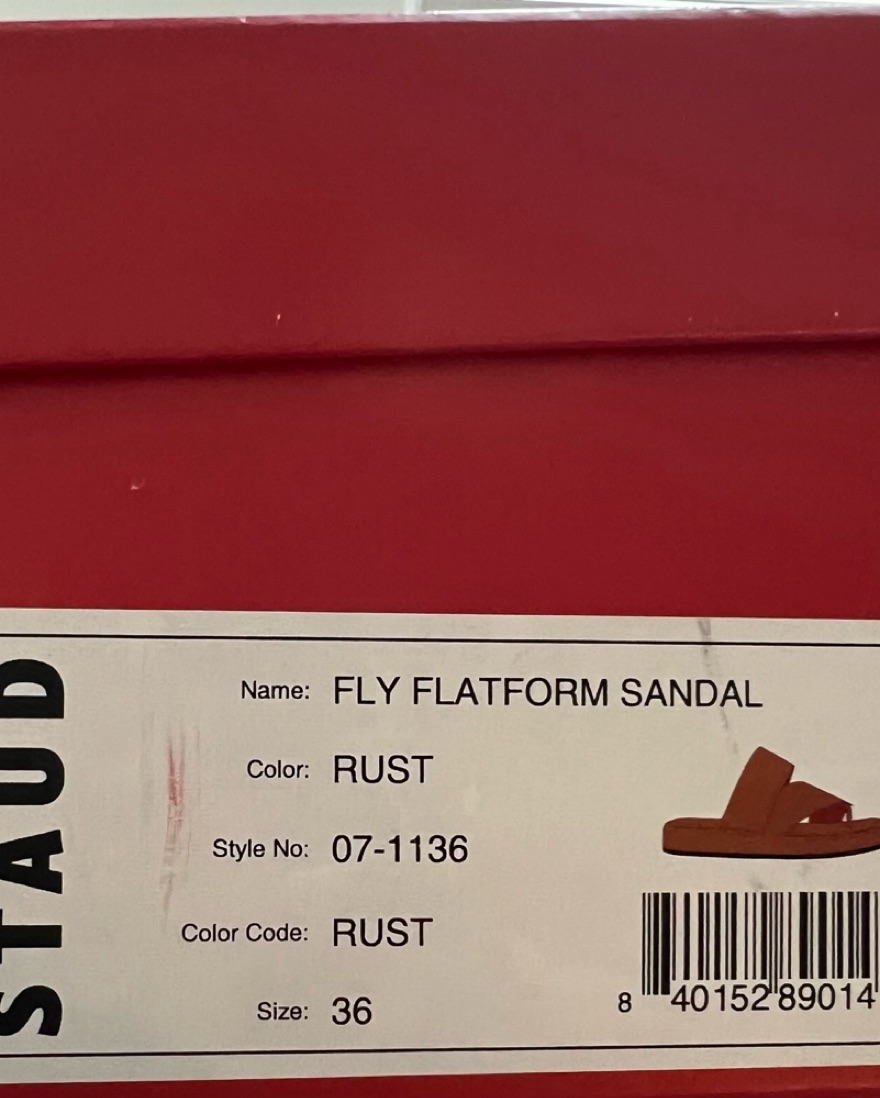 STAUD
Name: FLY FLATFORM SANDAL
Color: RUST
Style No: 07-1136
Color Code: RUST
Size: 36
8 40152 89014